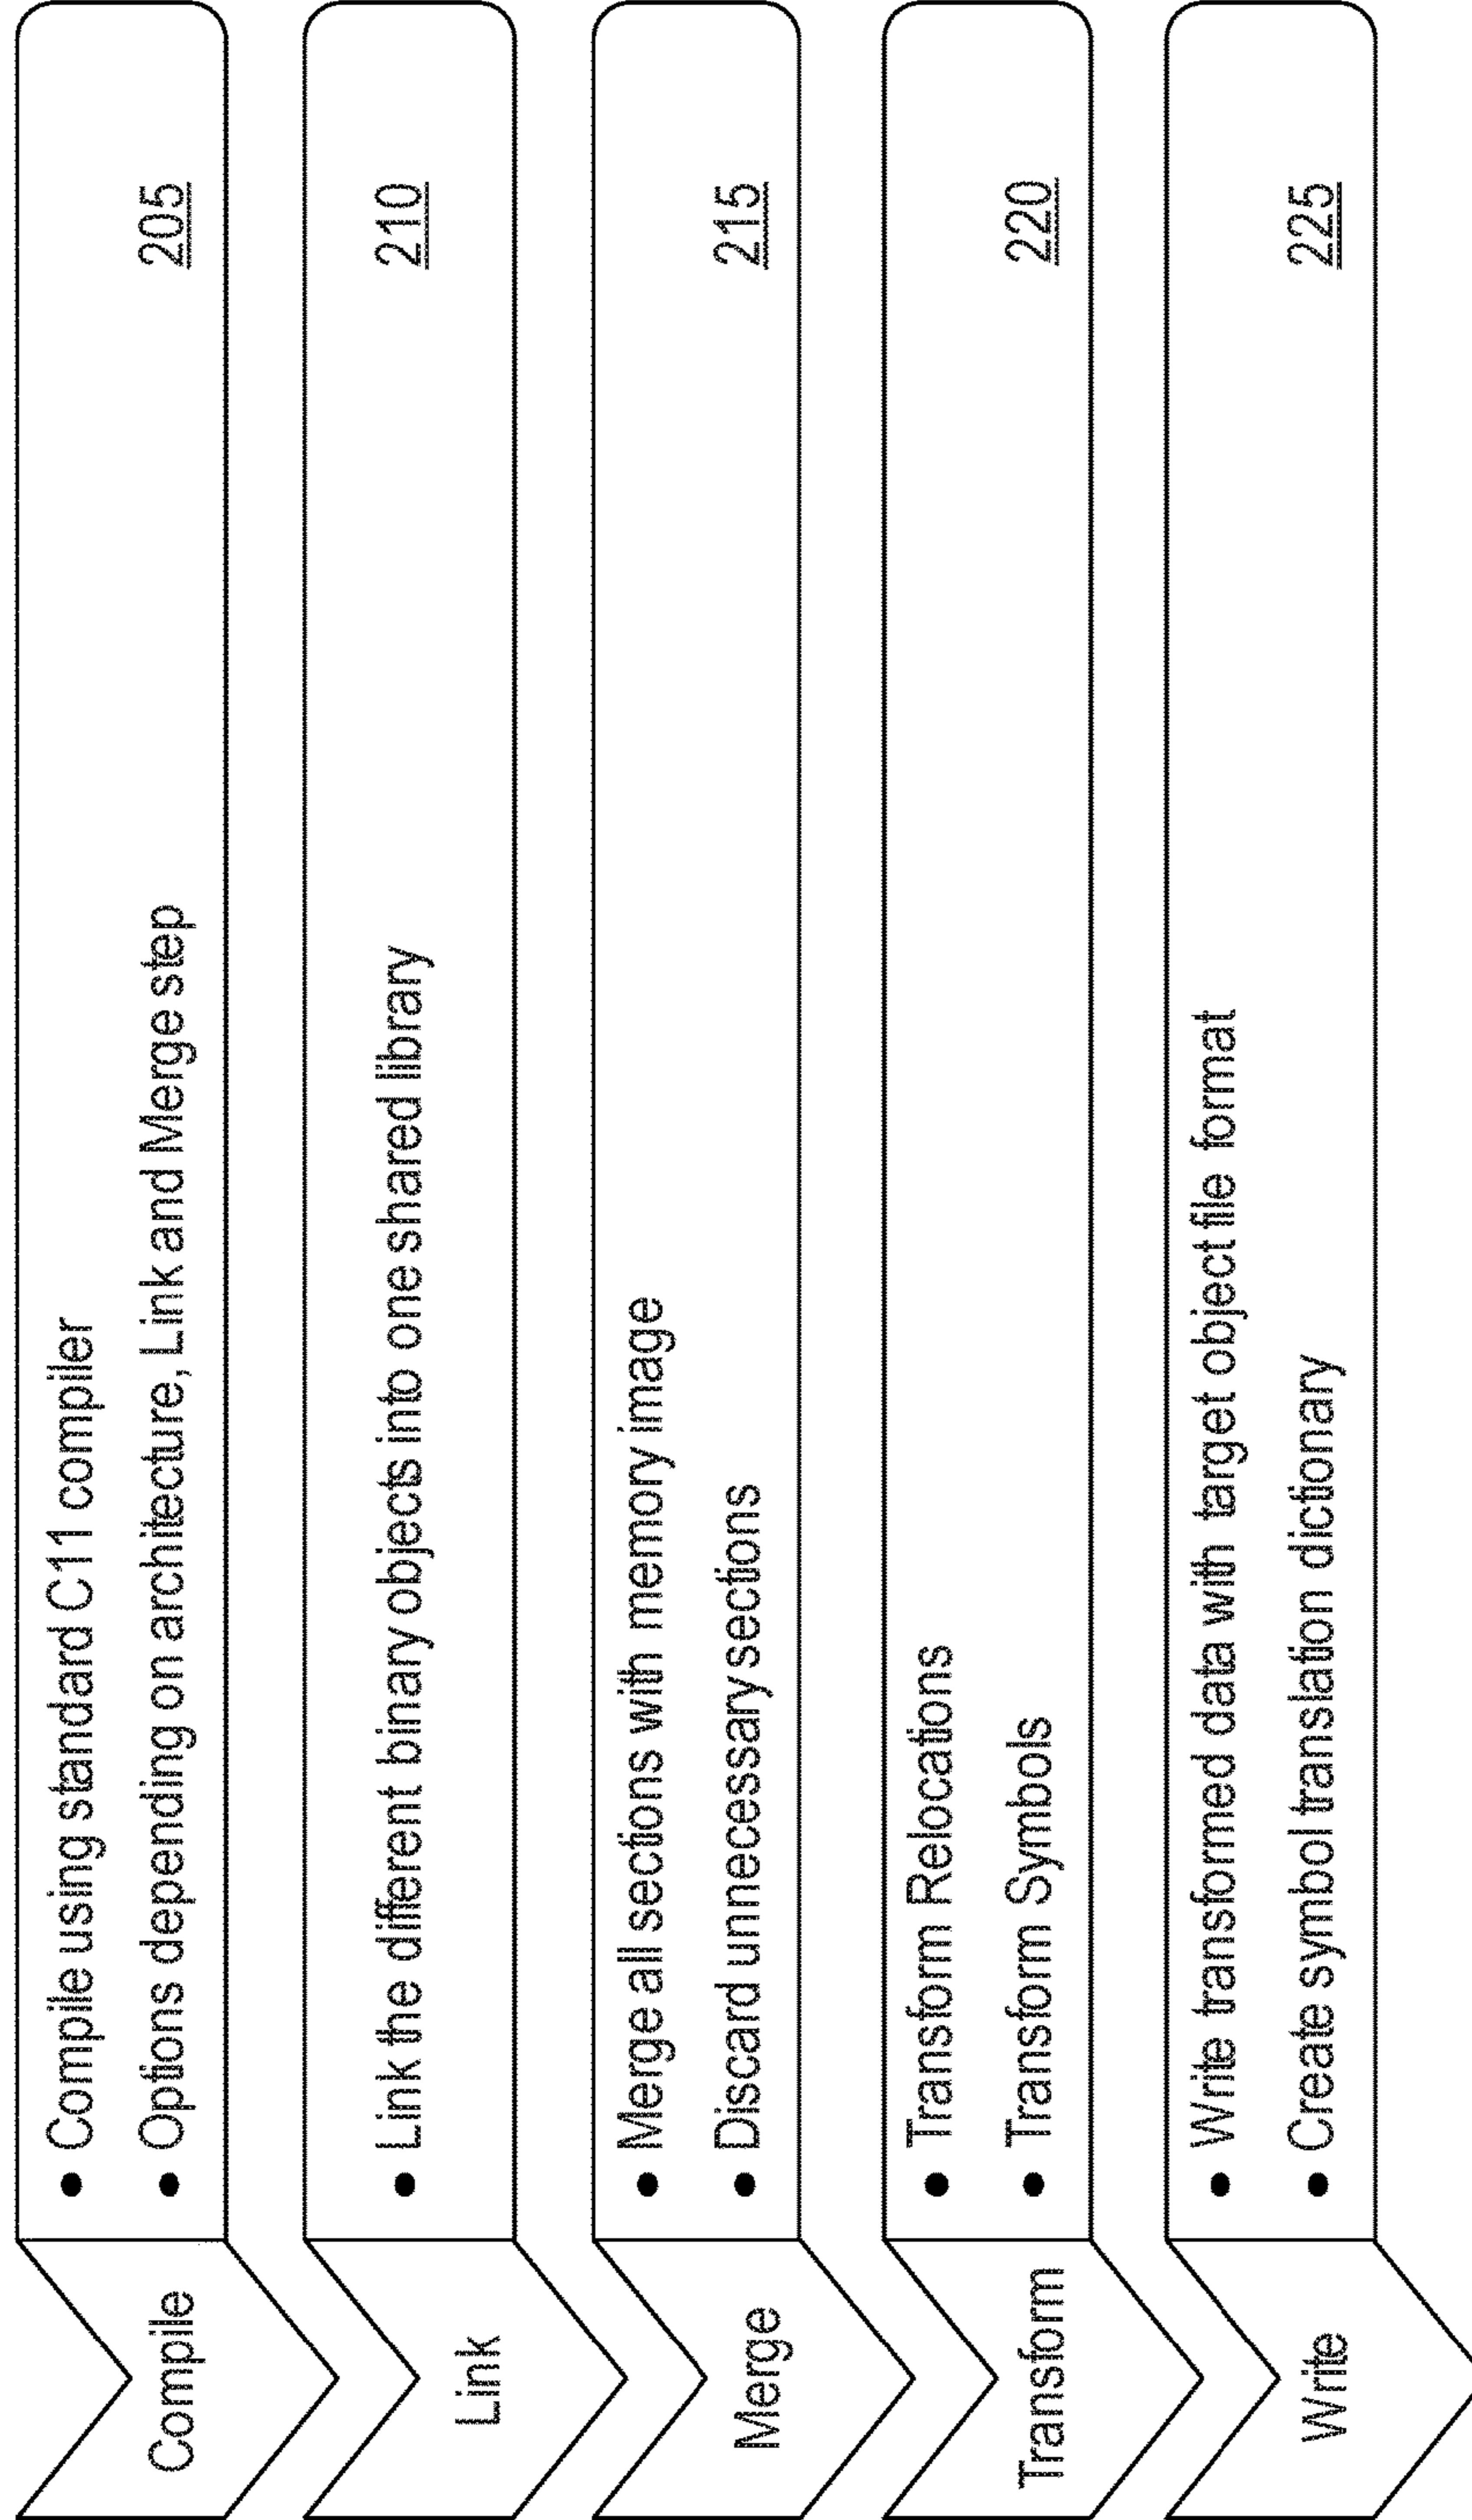 Compile
• Compile using standard C11 compiler
• Options depending on architecture, Link and Merge step
205
Link
• Link the different binary objects into one shared library
210
Merge
• Merge all sections with memory image
• Discard unnecessary sections
215
Transform
• Transform Relocations
• Transform Symbols
220
Write
• Write transformed data with target object file format
• Create symbol translation dictionary
225